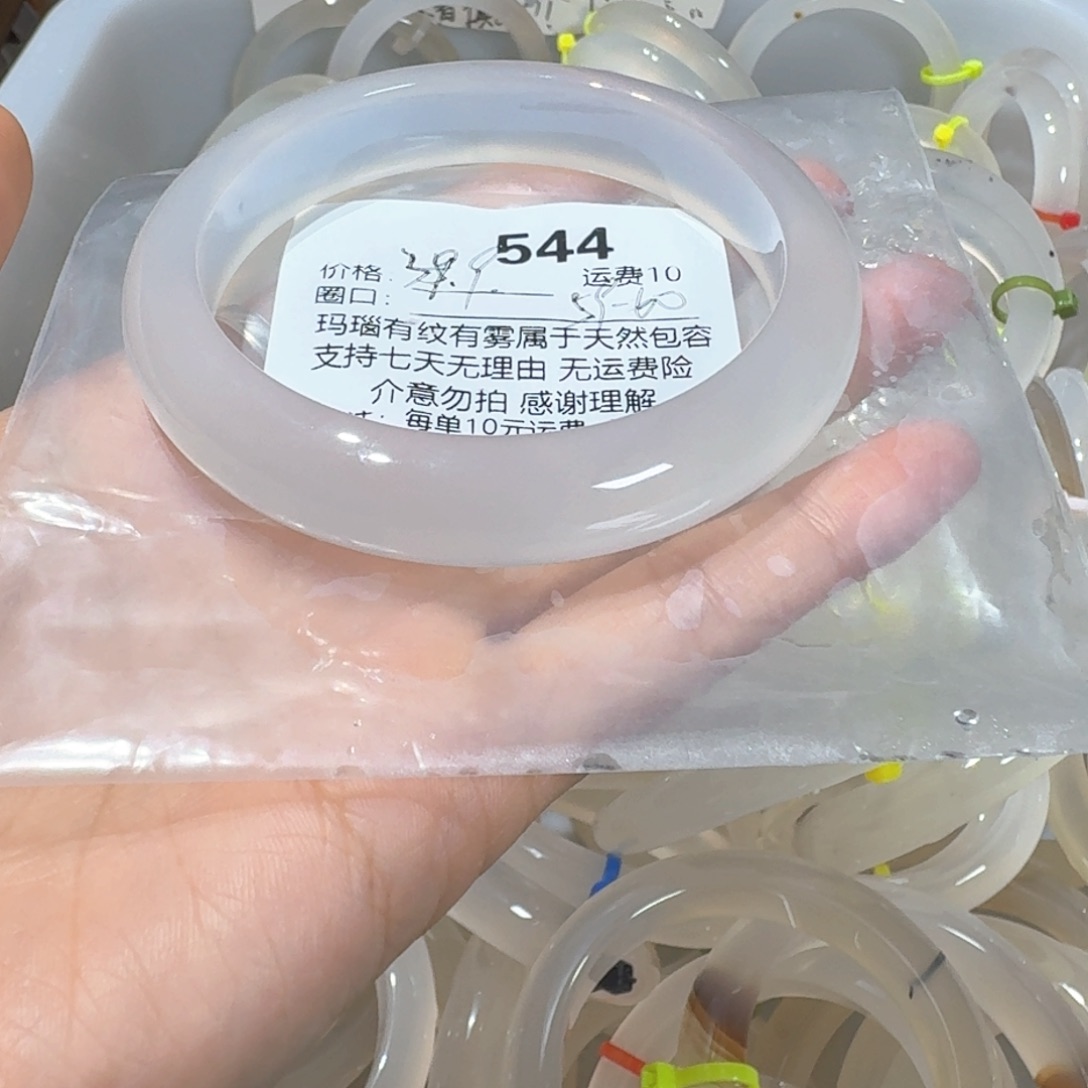 544
价格: 运费10
圈口: 55-60
玛瑙有纹有雾属于天然包容
支持七天无理由 无运费险
介意勿拍 感谢理解
每单10元运费